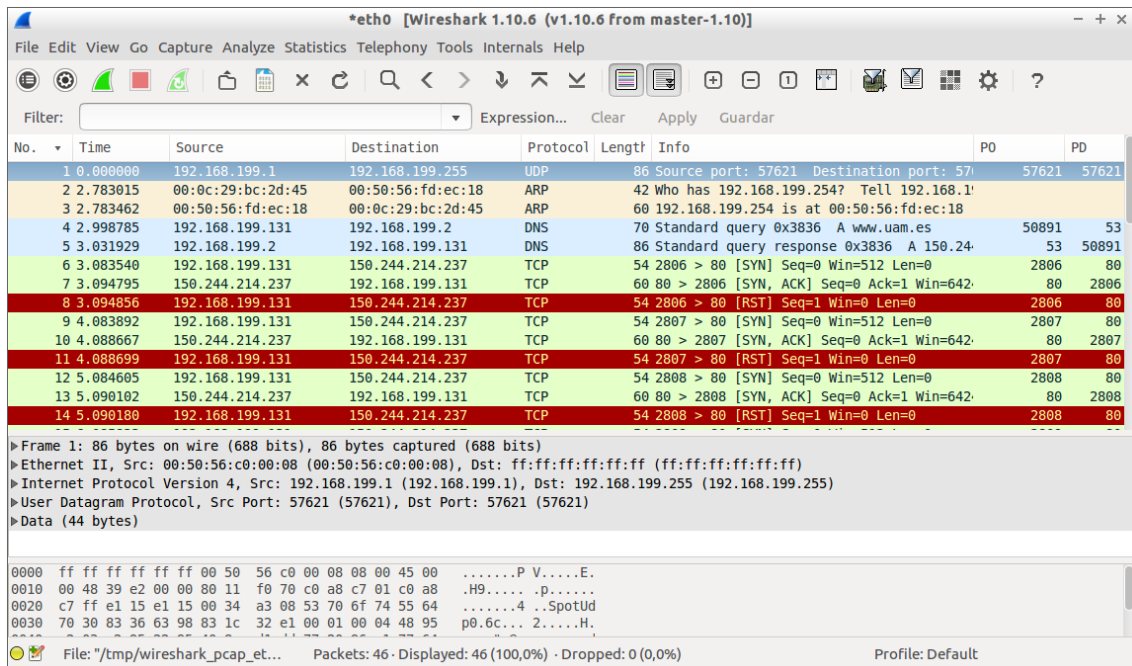 *eth0 [Wireshark 1.10.6 (v1.10.6 from master-1.10)]
File Edit View Go Capture Analyze Statistics Telephony Tools Internals Help
Filter: Expression... Clear Apply Guardar
No. Time Source Destination Protocol Length Info PO PD
1 0.000000 192.168.199.1 192.168.199.255 UDP 86 Source port: 57621 Destination port: 57 57621 57621
2 2.783015 00:0c:29:bc:2d:45 00:50:56:fd:ec:18 ARP 42 Who has 192.168.199.254? Tell 192.168.1
3 2.783462 00:50:56:fd:ec:18 00:0c:29:bc:2d:45 ARP 60 192.168.199.254 is at 00:50:56:fd:ec:18
4 2.998785 192.168.199.131 192.168.199.2 DNS 70 Standard query 0x3836 A www.uam.es 50891 53
5 3.031929 192.168.199.2 192.168.199.131 DNS 86 Standard query response 0x3836 A 150.24 53 50891
6 3.083540 192.168.199.131 150.244.214.237 TCP 54 2806 > 80 [SYN] Seq=0 Win=512 Len=0 2806 80
7 3.094795 150.244.214.237 192.168.199.131 TCP 60 80 > 2806 [SYN, ACK] Seq=0 Ack=1 Win=642 80 2806
8 3.094856 192.168.199.131 150.244.214.237 TCP 54 2806 > 80 [RST] Seq=1 Win=0 Len=0 2806 80
9 4.083892 192.168.199.131 150.244.214.237 TCP 54 2807 > 80 [SYN] Seq=0 Win=512 Len=0 2807 80
10 4.088667 150.244.214.237 192.168.199.131 TCP 60 80 > 2807 [SYN, ACK] Seq=0 Ack=1 Win=642 80 2807
11 4.088699 192.168.199.131 150.244.214.237 TCP 54 2807 > 80 [RST] Seq=1 Win=0 Len=0 2807 80
12 5.084605 192.168.199.131 150.244.214.237 TCP 54 2808 > 80 [SYN] Seq=0 Win=512 Len=0 2808 80
13 5.090102 150.244.214.237 192.168.199.131 TCP 60 80 > 2808 [SYN, ACK] Seq=0 Ack=1 Win=642 80 2808
14 5.090180 192.168.199.131 150.244.214.237 TCP 54 2808 > 80 [RST] Seq=1 Win=0 Len=0 2808 80
Frame 1: 86 bytes on wire (688 bits), 86 bytes captured (688 bits)
Ethernet II, Src: 00:50:56:c0:00:08 (00:50:56:c0:00:08), Dst: ff:ff:ff:ff:ff:ff (ff:ff:ff:ff:ff:ff)
Internet Protocol Version 4, Src: 192.168.199.1 (192.168.199.1), Dst: 192.168.199.255 (192.168.199.255)
User Datagram Protocol, Src Port: 57621 (57621), Dst Port: 57621 (57621)
Data (44 bytes)
0000 ff ff ff ff ff ff 00 50 56 c0 00 08 08 00 45 00 .......P V.....E.
0010 00 48 39 e2 00 00 80 11 f0 70 c0 a8 c7 01 c0 a8 .H9..... .p......
0020 c7 ff e1 15 e1 15 00 34 a3 08 53 70 6f 74 55 64 .......4 ..SpotUd
0030 70 30 83 36 63 98 83 1c 32 e1 00 01 00 04 48 95 p0.6c... 2.....H.
File: "/tmp/wireshark_pcap_et... Packets: 46 · Displayed: 46 (100,0%) · Dropped: 0 (0,0%) Profile: Default